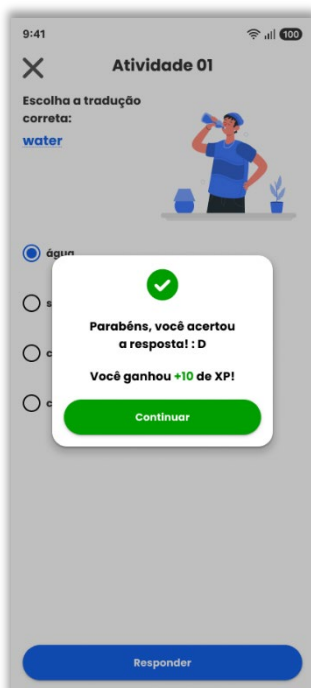 9:41
100
Atividade 01
Escolha a tradução
correta:
water
água
s
c
c
Parabéns, você acertou
a resposta! : D
Você ganhou +10 de XP!
Continuar
Responder